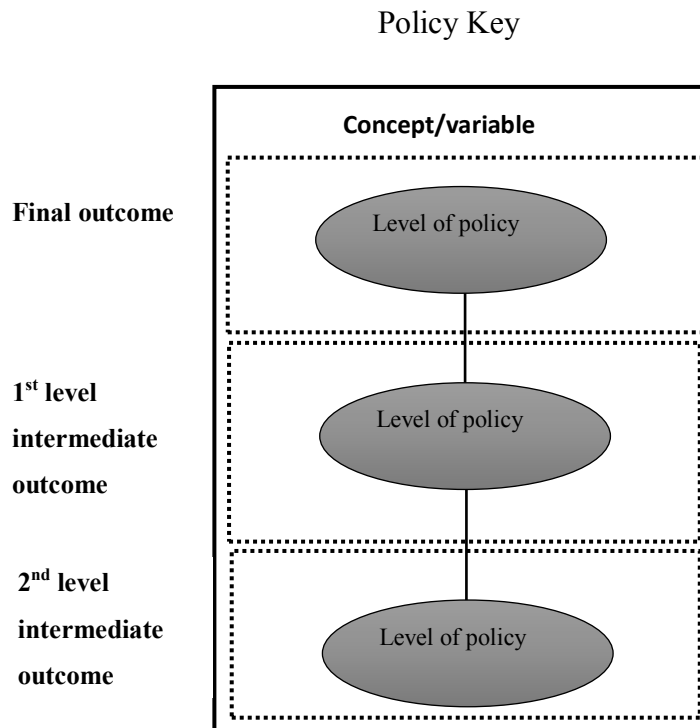 Policy Key
Concept/variable
Final outcome
Level of policy
1st level
intermediate
outcome
Level of policy
2nd level
intermediate
outcome
Level of policy